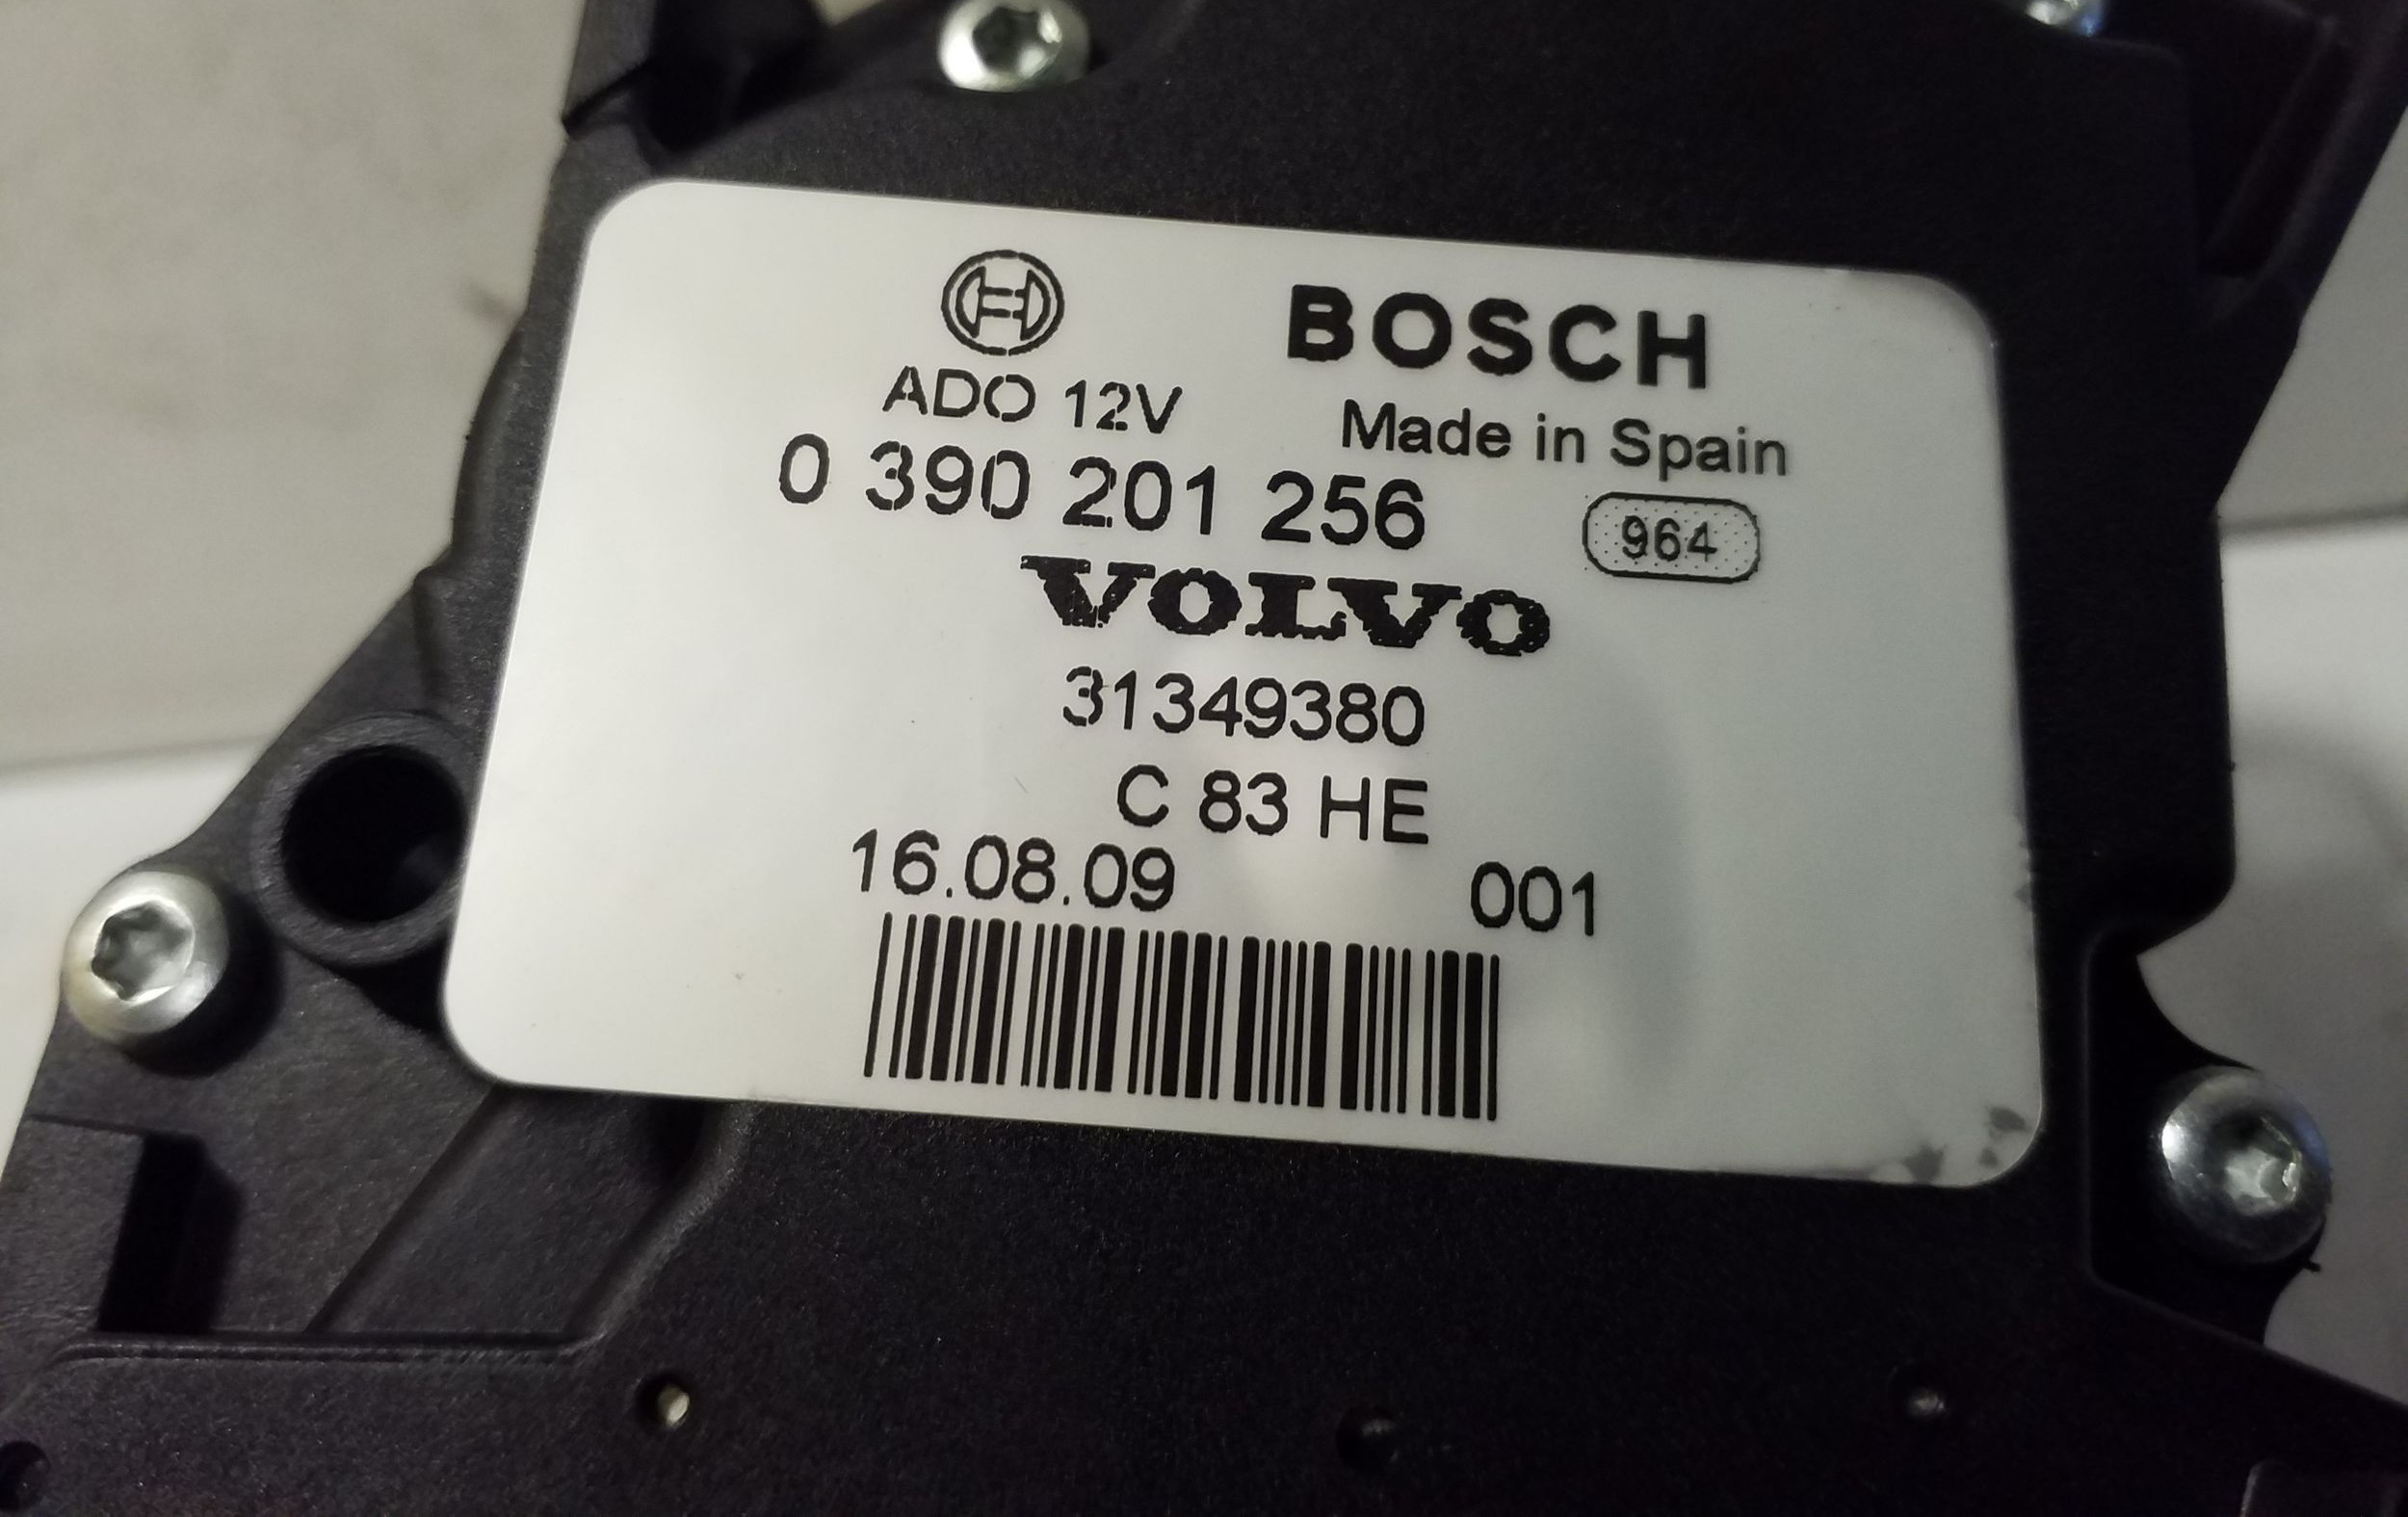 BOSCH
ADO 12V
Made in Spain
0 390 201 256
964
VOLVO
31349380
C 83 HE
16.08.09 001